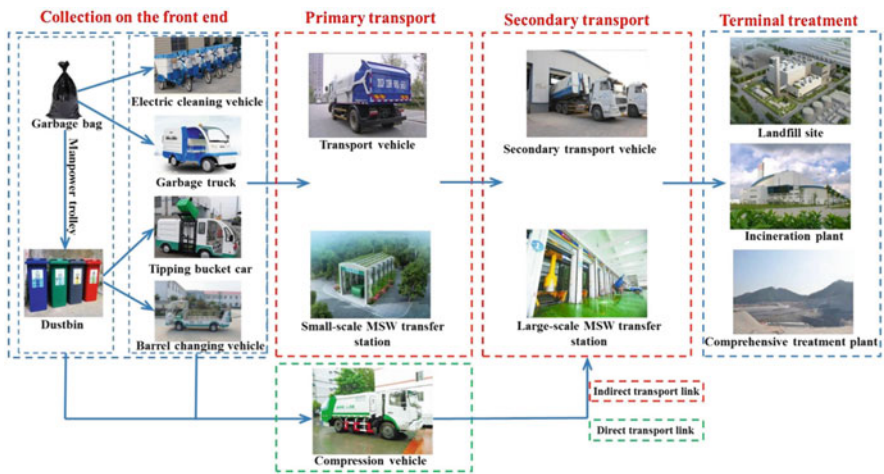 Collection on the front end
Primary transport
Secondary transport
Terminal treatment
Garbage bag
Manpower trolley
Dustbin
Electric cleaning vehicle
Garbage truck
Tipping bucket car
Barrel changing vehicle
Transport vehicle
Small-scale MSW transfer
station
Secondary transport vehicle
Large-scale MSW transfer
station
Landfill site
Incineration plant
Comprehensive treatment plant
Compression vehicle
Indirect transport link
Direct transport link